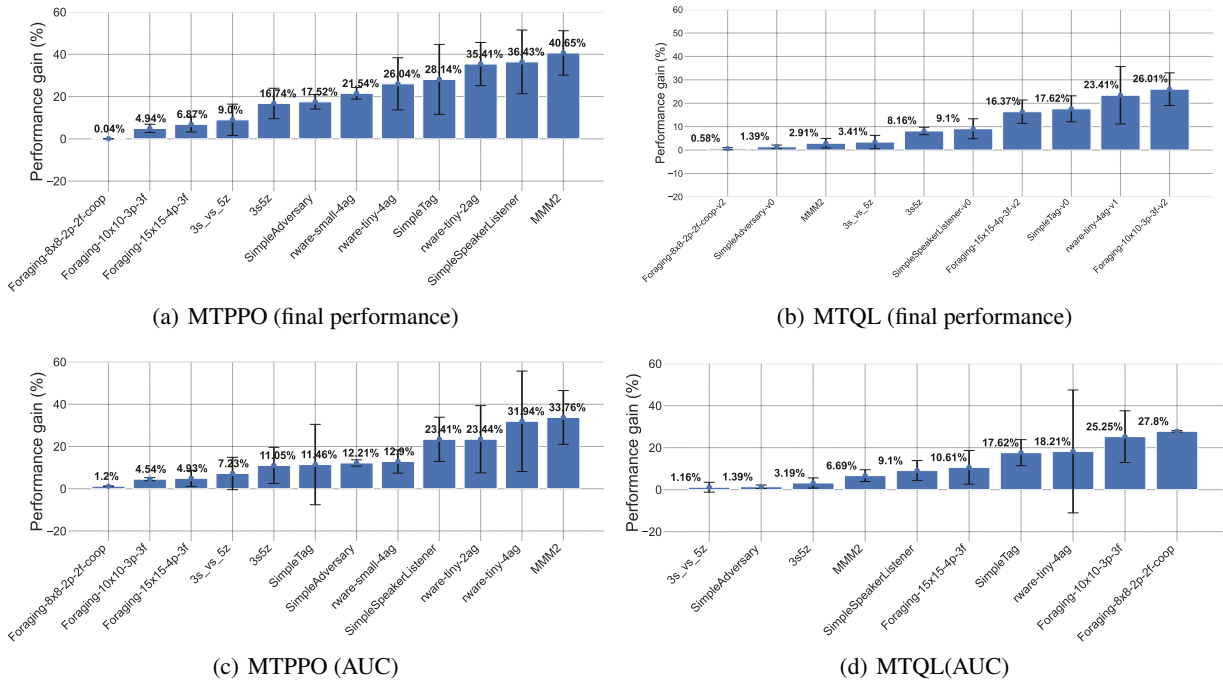 Performance gain (%)
60
40
20
0
−20
0.04%
4.94%
6.87%
9.0%
16.74%
17.52%
21.54%
26.04%
28.14%
35.41%
36.43%
40.65%
Foraging-8x8-2p-2f-coop
Foraging-10x10-3p-3f
Foraging-15x15-4p-3f
3s_vs_5z
3s5z
SimpleAdversary
rware-small-4ag
rware-tiny-4ag
SimpleTag
rware-tiny-2ag
SimpleSpeakerListener
MMM2
(a) MTPPO (final performance)
Performance gain (%)
60
50
40
30
20
10
0
−10
−20
0.58%
1.39%
2.91%
3.41%
8.16%
9.1%
16.37%
17.62%
23.41%
26.01%
Foraging-8x8-2p-2f-coop-v2
SimpleAdversary-v0
MMM2
3s_vs_5z
3s5z
SimpleSpeakerListener-v0
Foraging-15x15-4p-3f-v2
SimpleTag-v0
rware-tiny-4ag-v1
Foraging-10x10-3p-3f-v2
(b) MTQL (final performance)
Performance gain (%)
60
40
20
0
−20
1.2%
4.54%
4.93%
7.23%
11.05%
11.46%
12.21%
12.9%
23.41%
23.44%
31.94%
33.76%
Foraging-8x8-2p-2f-coop
Foraging-10x10-3p-3f
Foraging-15x15-4p-3f
3s_vs_5z
3s5z
SimpleTag
SimpleAdversary
rware-small-4ag
SimpleSpeakerListener
rware-tiny-2ag
rware-tiny-4ag
MMM2
(c) MTPPO (AUC)
Performance gain (%)
60
40
20
0
−20
1.16%
1.39%
3.19%
6.69%
9.1%
10.61%
17.62%
18.21%
25.25%
27.8%
3s_vs_5z
SimpleAdversary
3s5z
MMM2
SimpleSpeakerListener
Foraging-15x15-4p-3f
SimpleTag
rware-tiny-4ag
Foraging-10x10-3p-3f
Foraging-8x8-2p-2f-coop
(d) MTQL(AUC)